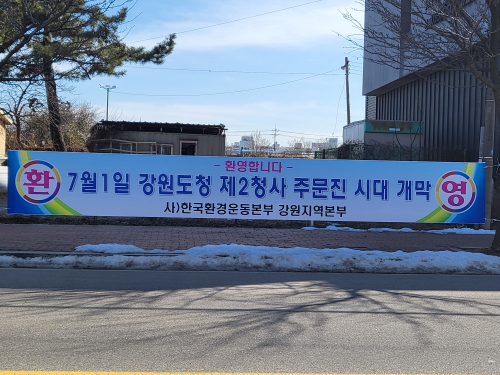 - 환영합니다 -
환 7월1일 강원도청 제2청사 주문진 시대 개막 영
사)한국환경운동본부 강원지역본부